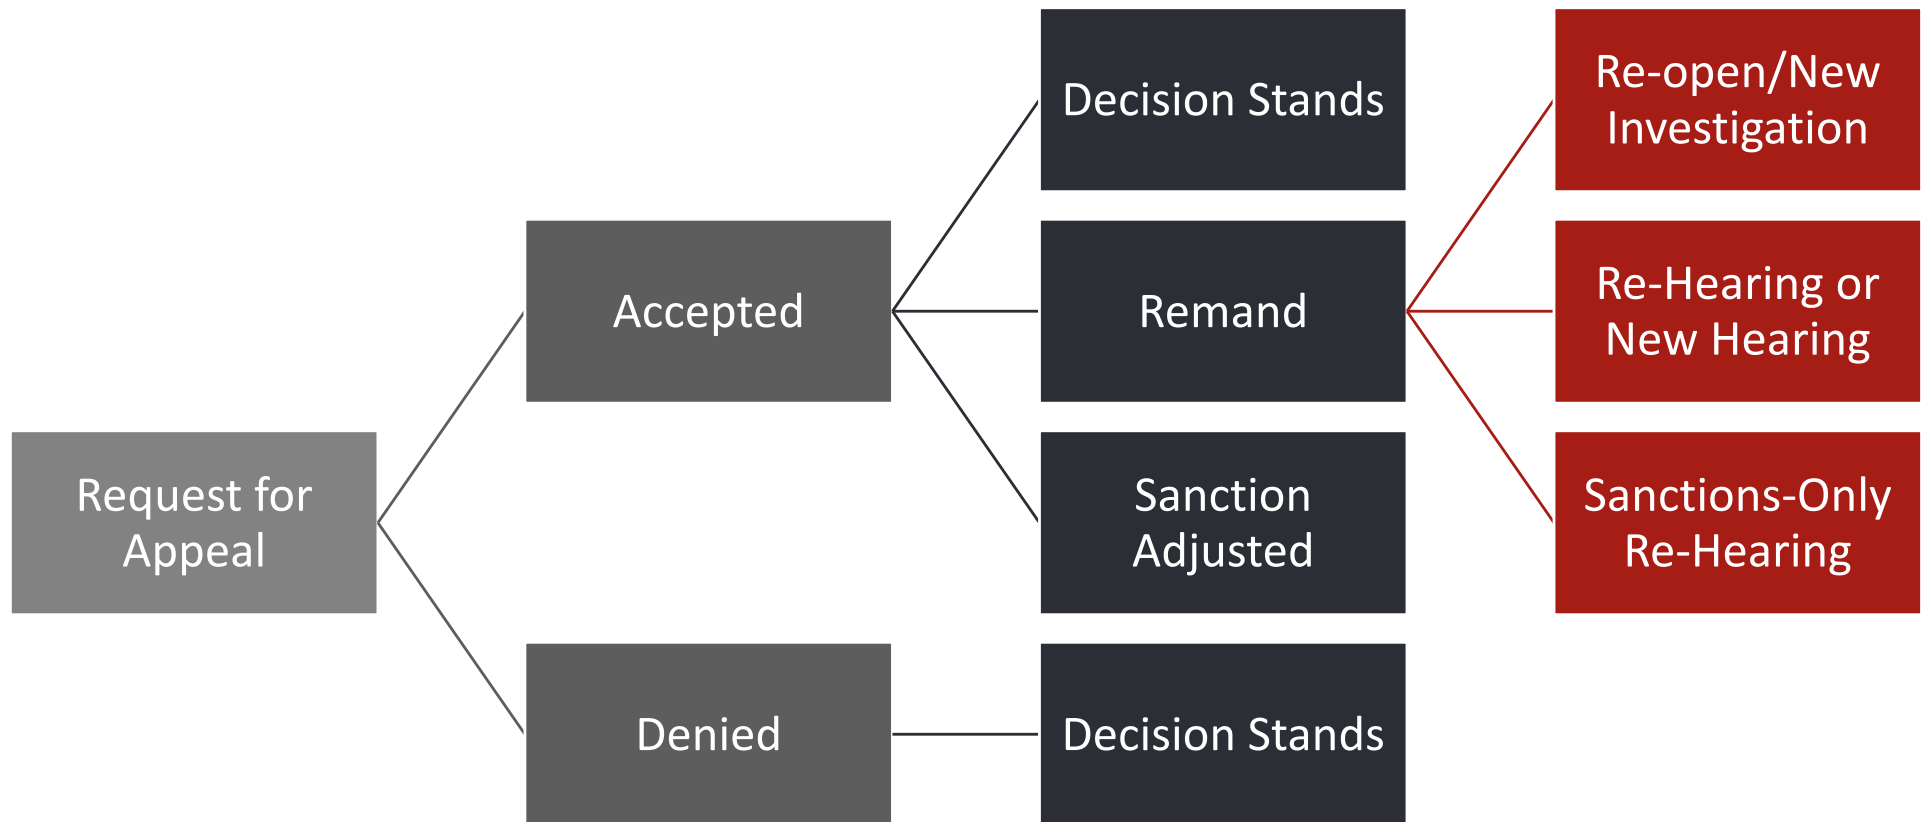 Request for
Appeal
Accepted
Denied
Decision Stands
Remand
Sanction
Adjusted
Decision Stands
Re-open/New
Investigation
Re-Hearing or
New Hearing
Sanctions-Only
Re-Hearing